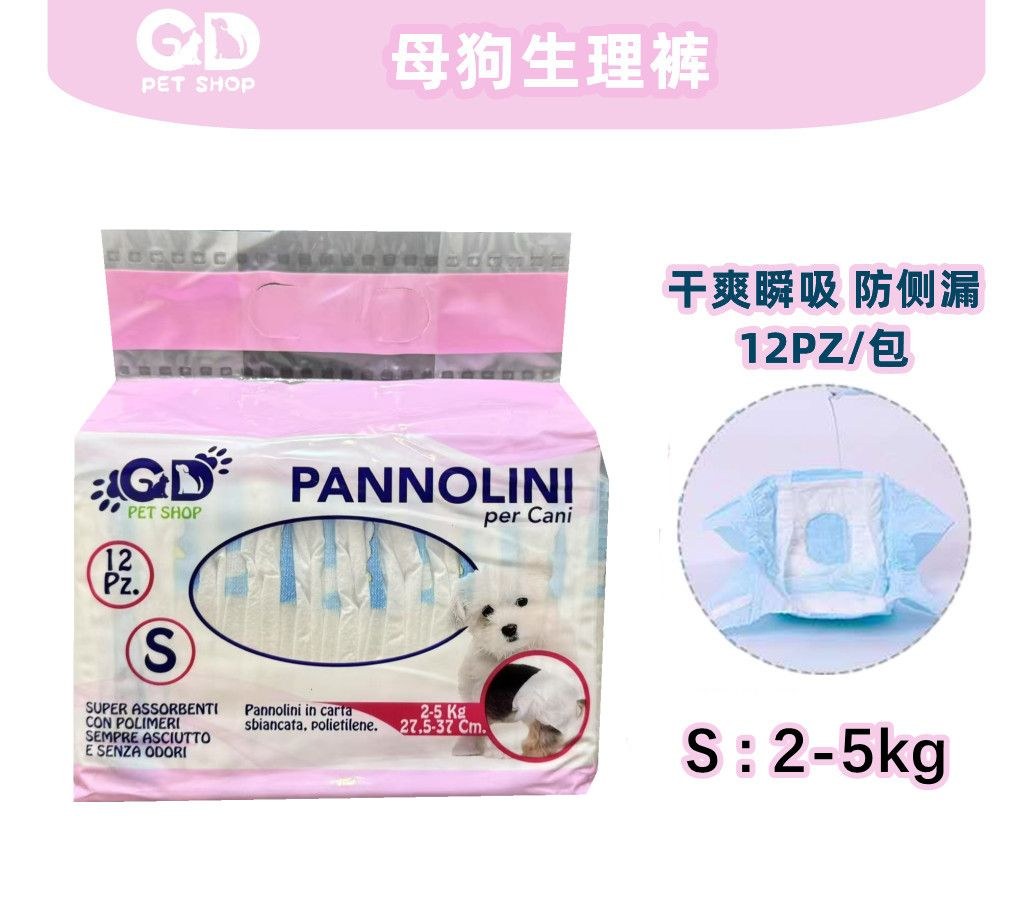 GD
PET SHOP
母狗生理裤
干爽瞬吸 防侧漏
12PZ/包
GD
PET SHOP
PANNOLINI
per Cani
12
Pz.
S
SUPER ASSORBENTI
CON POLIMERI
SEMPRE ASCIUTTO
E SENZA ODORI
Pannolini in carta
sbiancata, polietilene.
2-5 Kg
27,5-37 Cm.
S : 2-5kg